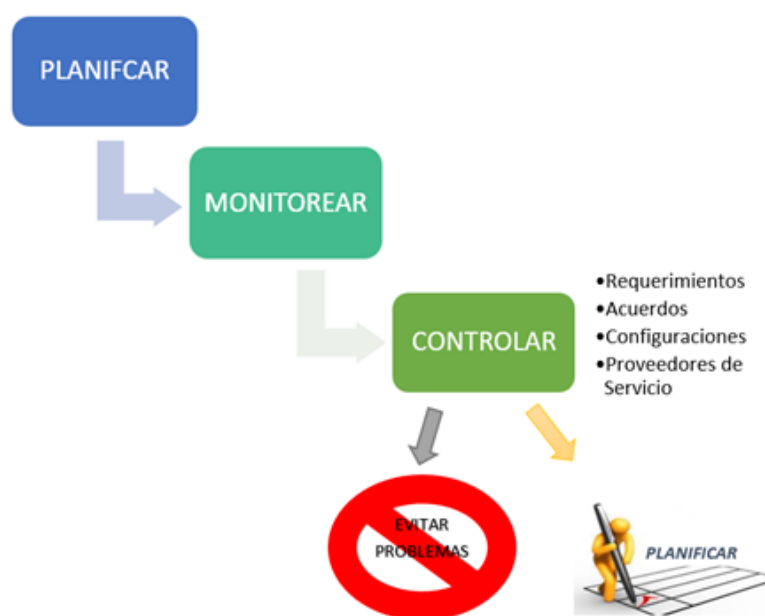 PLANIFCAR
MONITOREAR
CONTROLAR
•Requerimientos
•Acuerdos
•Configuraciones
•Proveedores de
Servicio
EVITAR
PROBLEMAS
PLANIFICAR